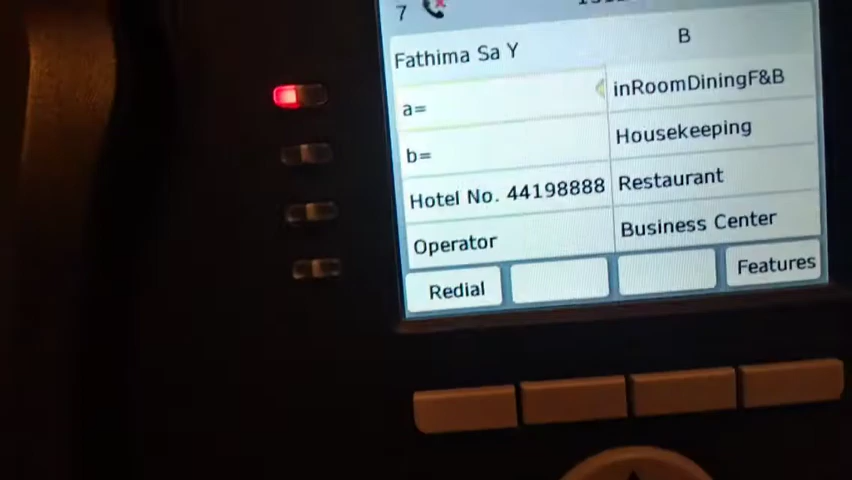 7
Fathima Sa Y
B
a=
inRoomDiningF&B
b=
Housekeeping
Hotel No. 44198888
Restaurant
Operator
Business Center
Redial
Features